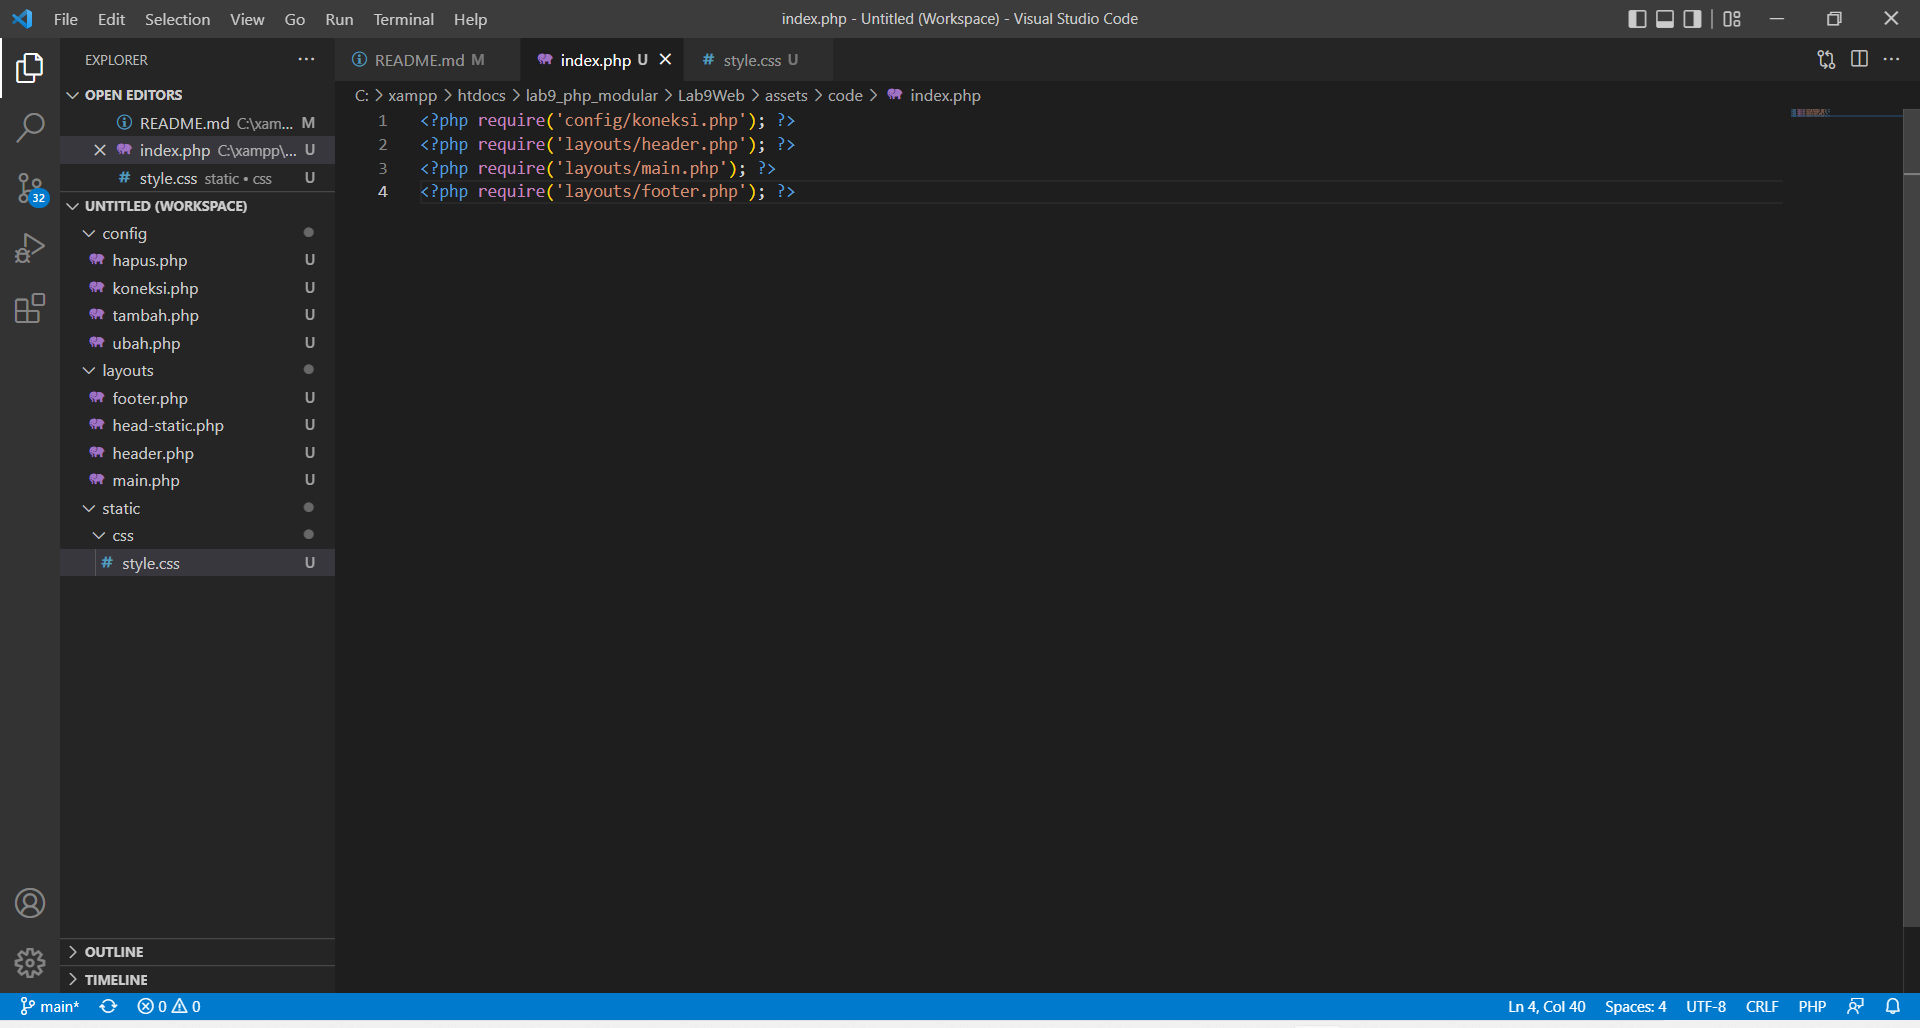 File Edit Selection View Go Run Terminal Help
index.php - Untitled (Workspace) - Visual Studio Code
EXPLORER
OPEN EDITORS
README.md C:\xam... M
index.php C:\xampp\... U
style.css static • css U
UNTITLED (WORKSPACE)
config
hapus.php U
koneksi.php U
tambah.php U
ubah.php U
layouts
footer.php U
head-static.php U
header.php U
main.php U
static
css
# style.css U
OUTLINE
TIMELINE
32
README.md M
index.php U
# style.css U
C: > xampp > htdocs > lab9_php_modular > Lab9Web > assets > code > index.php
1 <?php require('config/koneksi.php'); ?>
2 <?php require('layouts/header.php'); ?>
3 <?php require('layouts/main.php'); ?>
4 <?php require('layouts/footer.php'); ?>
main* 0 0
Ln 4, Col 40 Spaces: 4 UTF-8 CRLF PHP